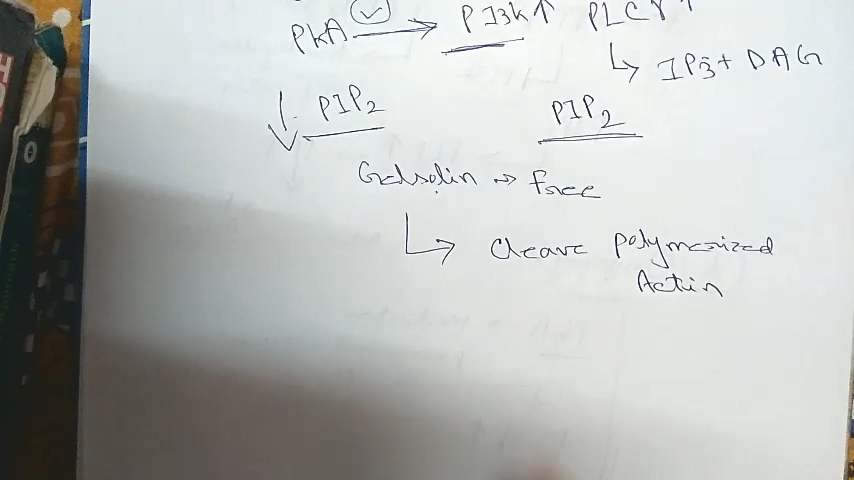 PKA → PI3K↑ PLCγ↑
↳ IP3 + DAG
↓ PIP2 PIP2
Gelsolin → free
↳ Cleave polymerized
Actin